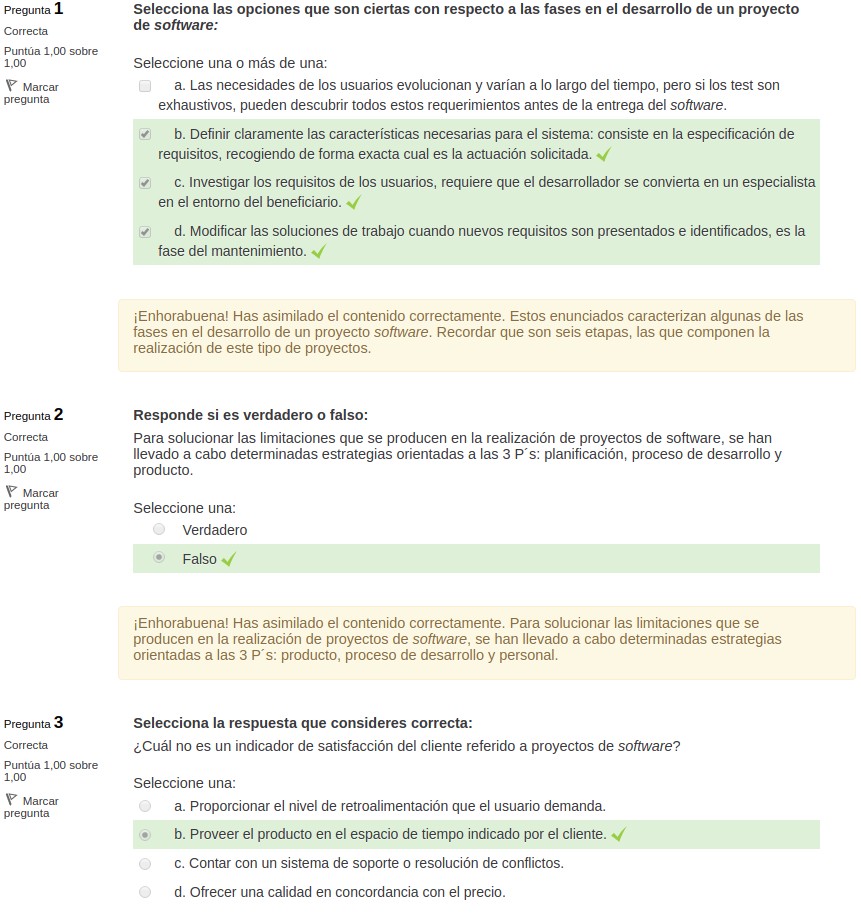 Pregunta 1
Correcta
Puntúa 1,00 sobre
1,00
Marcar
pregunta
Selecciona las opciones que son ciertas con respecto a las fases en el desarrollo de un proyecto
de software:
Seleccione una o más de una:
a. Las necesidades de los usuarios evolucionan y varían a lo largo del tiempo, pero si los test son
exhaustivos, pueden descubrir todos estos requerimientos antes de la entrega del software.
b. Definir claramente las características necesarias para el sistema: consiste en la especificación de
requisitos, recogiendo de forma exacta cual es la actuación solicitada.
c. Investigar los requisitos de los usuarios, requiere que el desarrollador se convierta en un especialista
en el entorno del beneficiario.
d. Modificar las soluciones de trabajo cuando nuevos requisitos son presentados e identificados, es la
fase del mantenimiento.
¡Enhorabuena! Has asimilado el contenido correctamente. Estos enunciados caracterizan algunas de las
fases en el desarrollo de un proyecto software. Recordar que son seis etapas, las que componen la
realización de este tipo de proyectos.
Pregunta 2
Correcta
Puntúa 1,00 sobre
1,00
Marcar
pregunta
Responde si es verdadero o falso:
Para solucionar las limitaciones que se producen en la realización de proyectos de software, se han
llevado a cabo determinadas estrategias orientadas a las 3 P´s: planificación, proceso de desarrollo y
producto.
Seleccione una:
Verdadero
Falso
¡Enhorabuena! Has asimilado el contenido correctamente. Para solucionar las limitaciones que se
producen en la realización de proyectos de software, se han llevado a cabo determinadas estrategias
orientadas a las 3 P´s: producto, proceso de desarrollo y personal.
Pregunta 3
Correcta
Puntúa 1,00 sobre
1,00
Marcar
pregunta
Selecciona la respuesta que consideres correcta:
¿Cuál no es un indicador de satisfacción del cliente referido a proyectos de software?
Seleccione una:
a. Proporcionar el nivel de retroalimentación que el usuario demanda.
b. Proveer el producto en el espacio de tiempo indicado por el cliente.
c. Contar con un sistema de soporte o resolución de conflictos.
d. Ofrecer una calidad en concordancia con el precio.